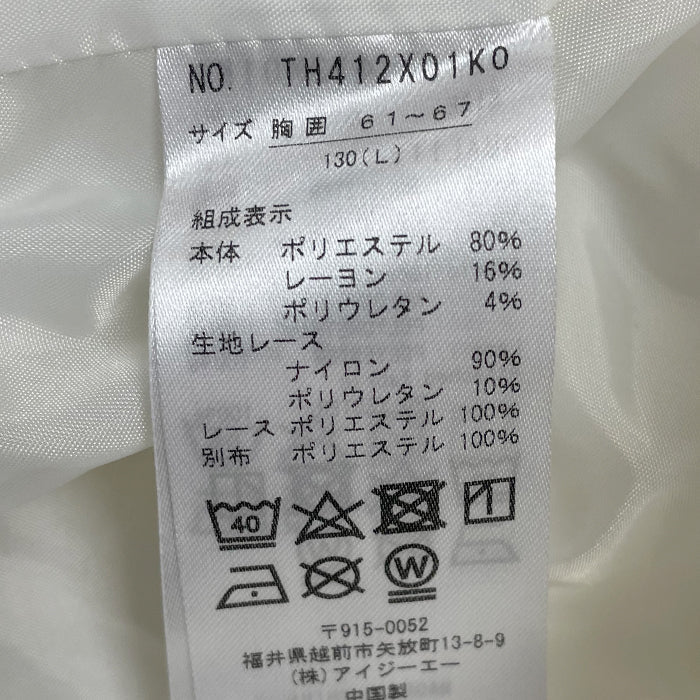 NO. TH412X01K0
サイズ 胸囲 61～67
130(L)
組成表示
本体 ポリエステル 80%
レーヨン 16%
ポリウレタン 4%
生地レース
ナイロン 90%
ポリウレタン 10%
レース ポリエステル 100%
別布 ポリエステル 100%
40
W
〒915-0052
福井県越前市矢放町13-8-9
(株)アイジーエー
中国製